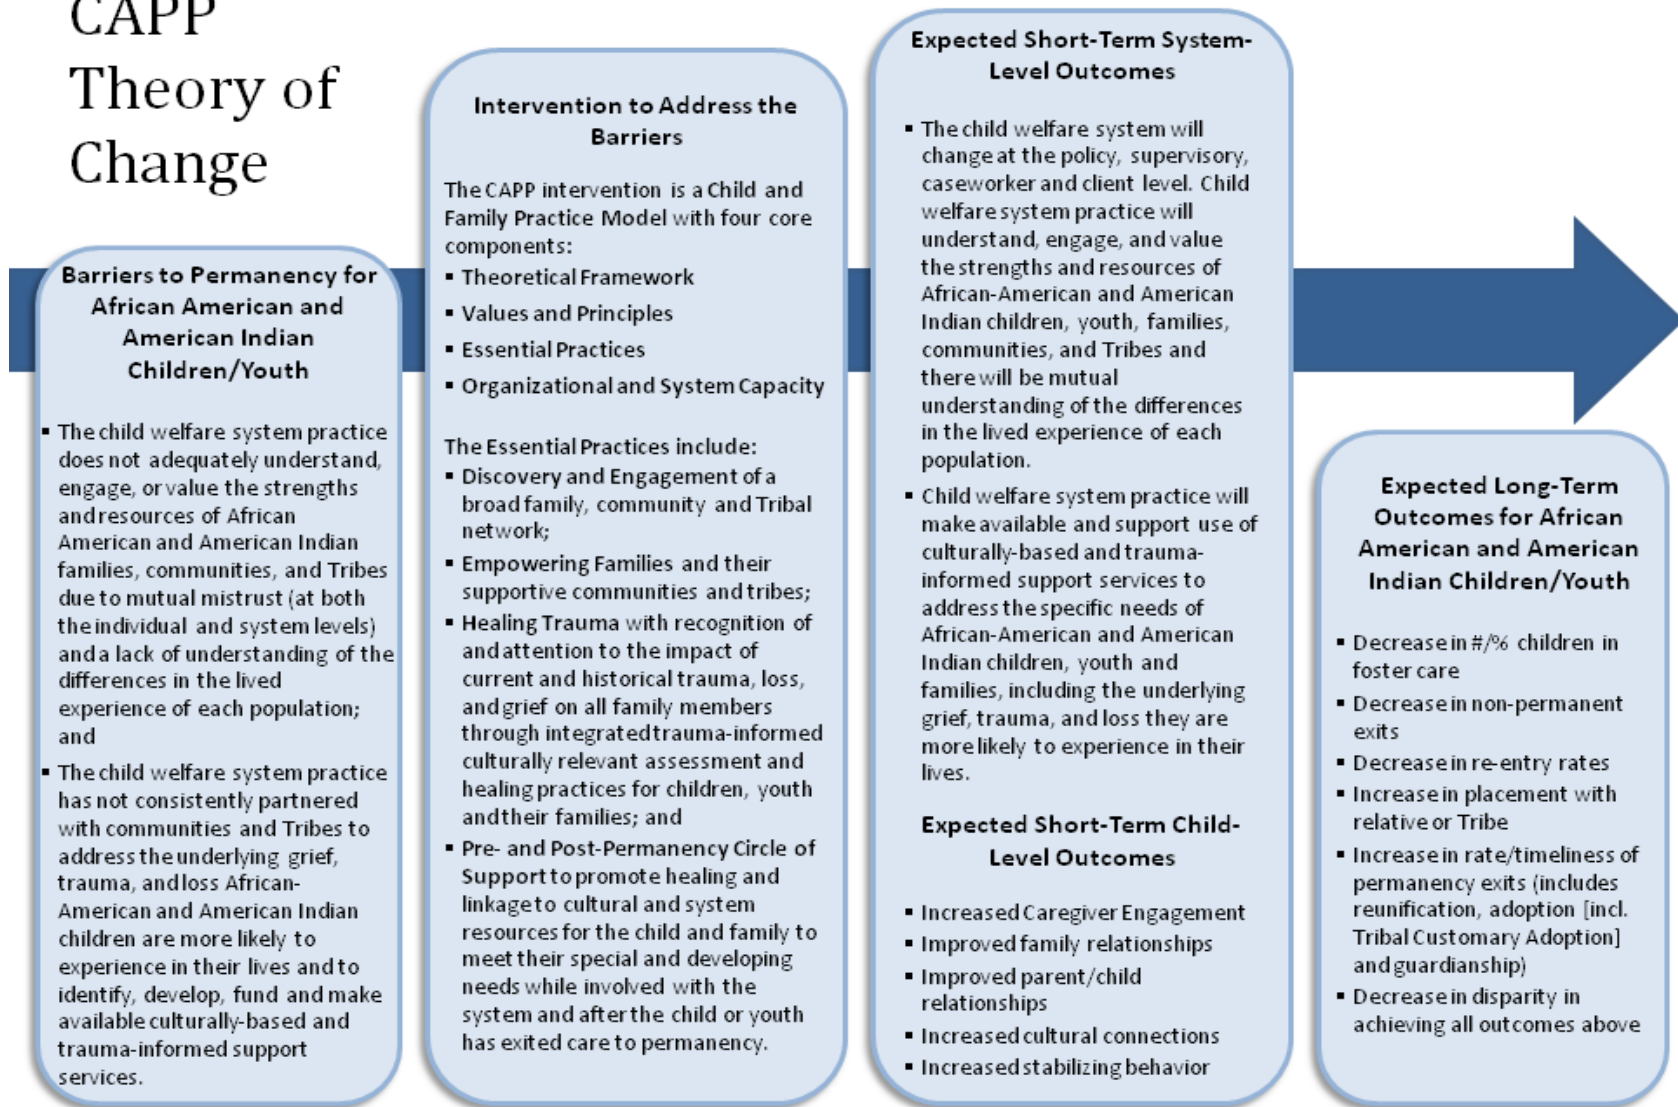 CAPP
Theory of
Change
Barriers to Permanency for
African American and
American Indian
Children/Youth
▪ The child welfare system practice
does not adequately understand,
engage, or value the strengths
and resources of African
American and American Indian
families, communities, and Tribes
due to mutual mistrust (at both
the individual and system levels)
and a lack of understanding of the
differences in the lived
experience of each population;
and
▪ The child welfare system practice
has not consistently partnered
with communities and Tribes to
address the underlying grief,
trauma, and loss African-
American and American Indian
children are more likely to
experience in their lives and to
identify, develop, fund and make
available culturally-based and
trauma-informed support
services.
Intervention to Address the
Barriers
The CAPP intervention is a Child and
Family Practice Model with four core
components:
▪ Theoretical Framework
▪ Values and Principles
▪ Essential Practices
▪ Organizational and System Capacity
The Essential Practices include:
▪ Discovery and Engagement of a
broad family, community and Tribal
network;
▪ Empowering Families and their
supportive communities and tribes;
▪ Healing Trauma with recognition of
and attention to the impact of
current and historical trauma, loss,
and grief on all family members
through integrated trauma-informed
culturally relevant assessment and
healing practices for children, youth
and their families; and
▪ Pre- and Post-Permanency Circle of
Support to promote healing and
linkage to cultural and system
resources for the child and family to
meet their special and developing
needs while involved with the
system and after the child or youth
has exited care to permanency.
Expected Short-Term System-
Level Outcomes
▪ The child welfare system will
change at the policy, supervisory,
caseworker and client level. Child
welfare system practice will
understand, engage, and value
the strengths and resources of
African-American and American
Indian children, youth, families,
communities, and Tribes and
there will be mutual
understanding of the differences
in the lived experience of each
population.
▪ Child welfare system practice will
make available and support use of
culturally-based and trauma-
informed support services to
address the specific needs of
African-American and American
Indian children, youth and
families, including the underlying
grief, trauma, and loss they are
more likely to experience in their
lives.
Expected Short-Term Child-
Level Outcomes
▪ Increased Caregiver Engagement
▪ Improved family relationships
▪ Improved parent/child
relationships
▪ Increased cultural connections
▪ Increased stabilizing behavior
Expected Long-Term
Outcomes for African
American and American
Indian Children/Youth
▪ Decrease in #/% children in
foster care
▪ Decrease in non-permanent
exits
▪ Decrease in re-entry rates
▪ Increase in placement with
relative or Tribe
▪ Increase in rate/timeliness of
permanency exits (includes
reunification, adoption [incl.
Tribal Customary Adoption]
and guardianship)
▪ Decrease in disparity in
achieving all outcomes above